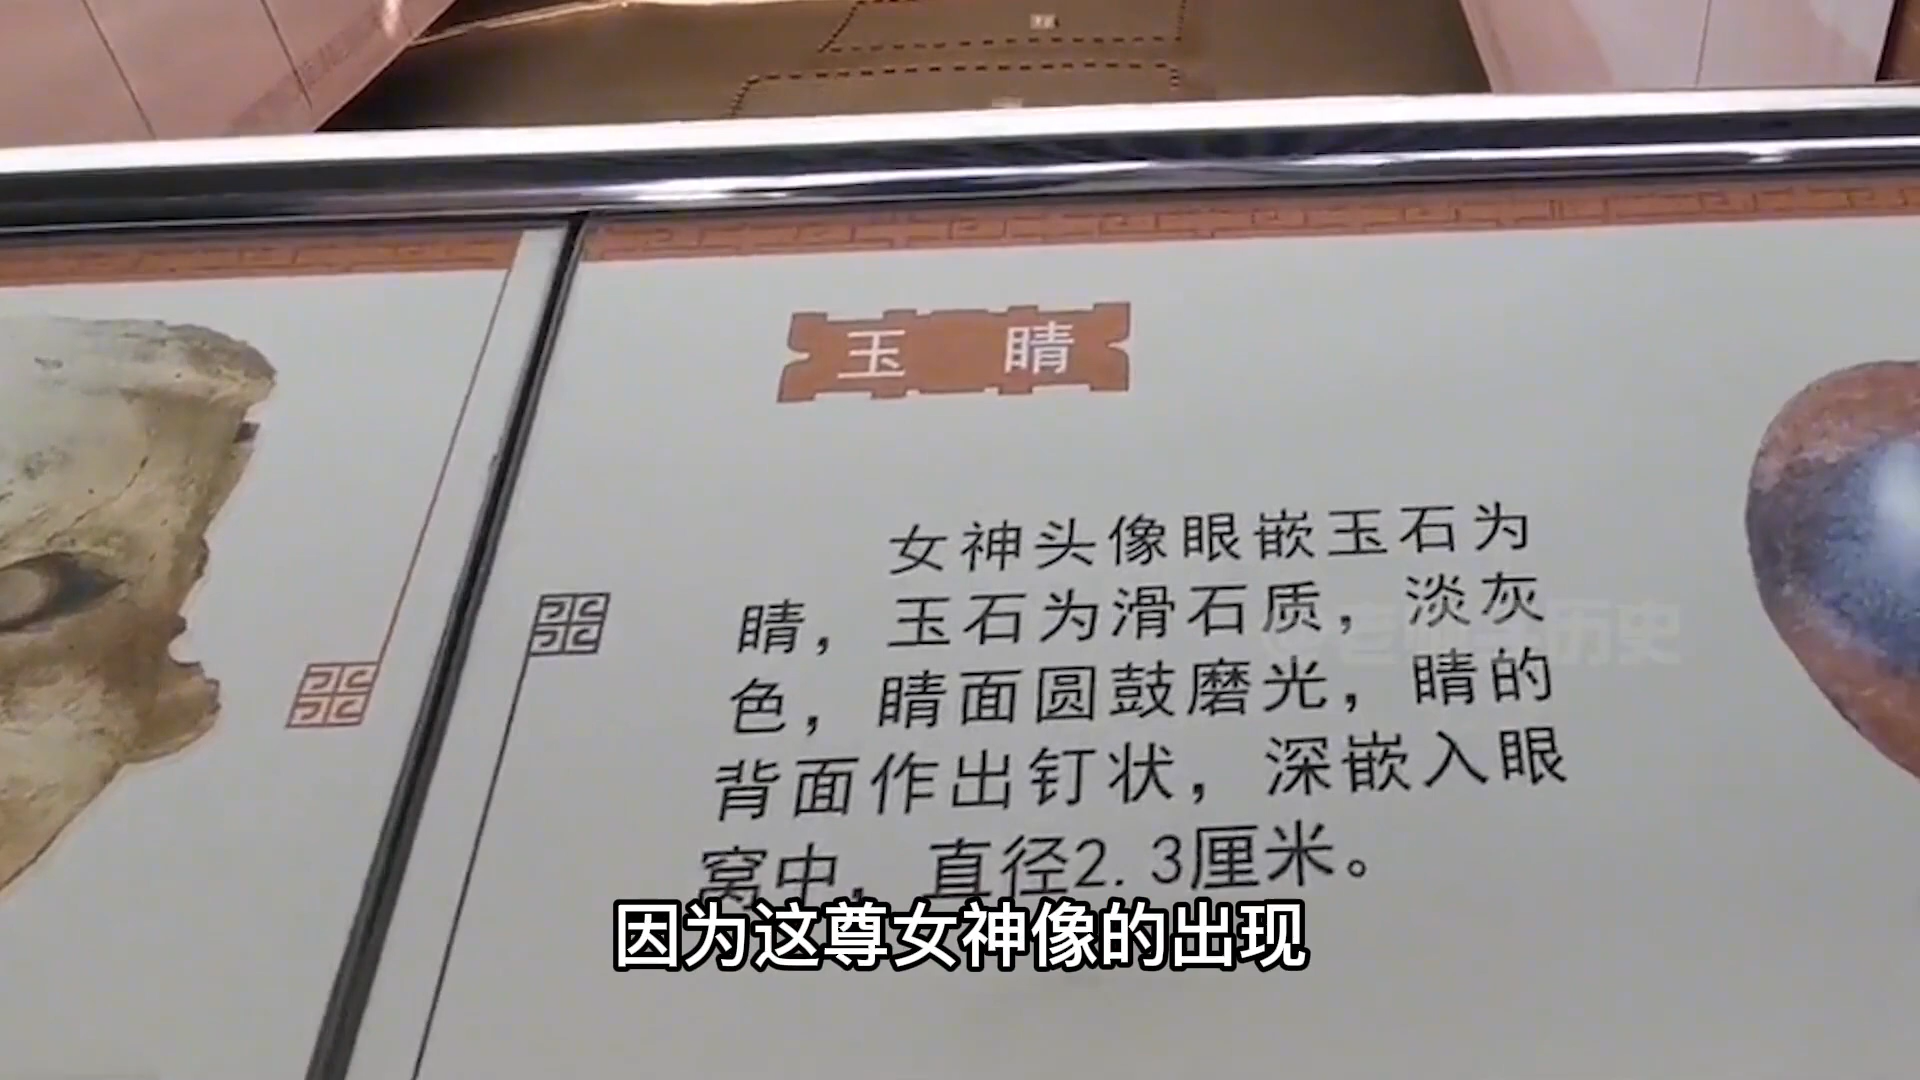 玉 睛
女神头像眼嵌玉石为
睛，玉石为滑石质，淡灰
色，睛面圆鼓磨光，睛的
背面作出钉状，深嵌入眼
窝中，直径2.3厘米。
因为这尊女神像的出现